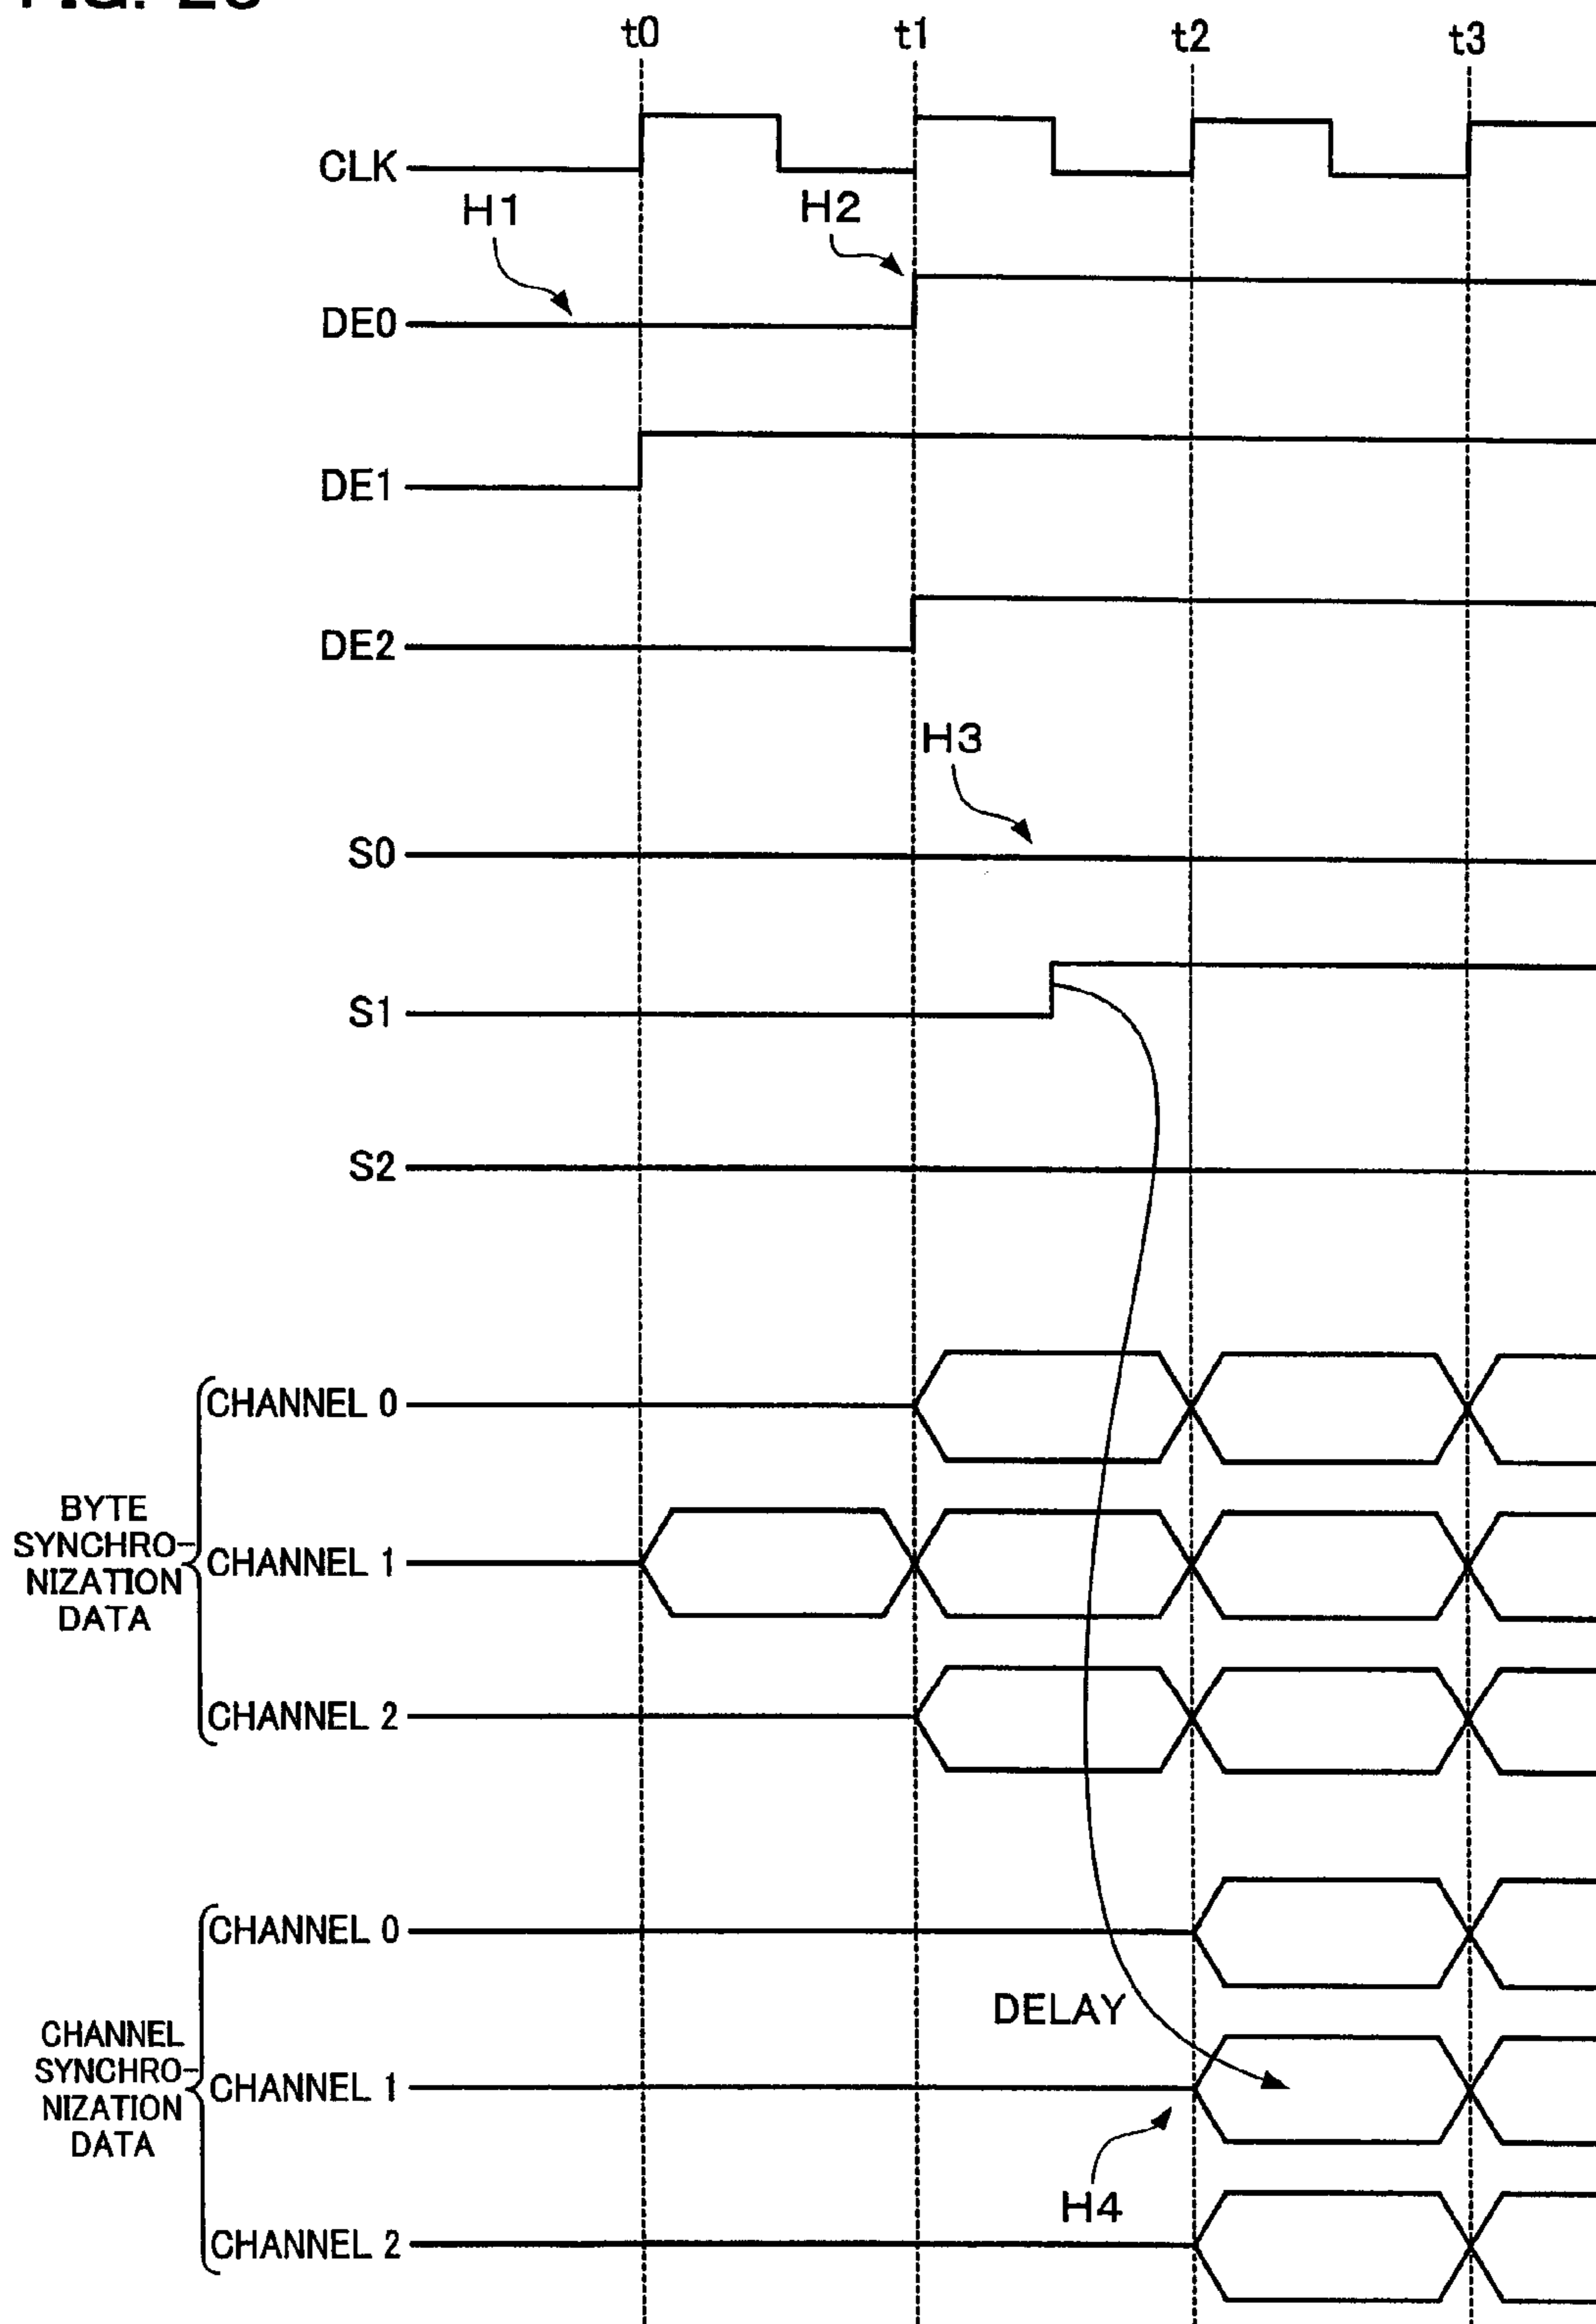 t0 t1 t2 t3
CLK
H1 H2
DE0
DE1
DE2
H3
S0
S1
S2
CHANNEL 0
BYTE
SYNCHRO-
NIZATION
DATA
CHANNEL 1
CHANNEL 2
CHANNEL 0
DELAY
CHANNEL
SYNCHRO-
NIZATION
DATA
CHANNEL 1
H4
CHANNEL 2